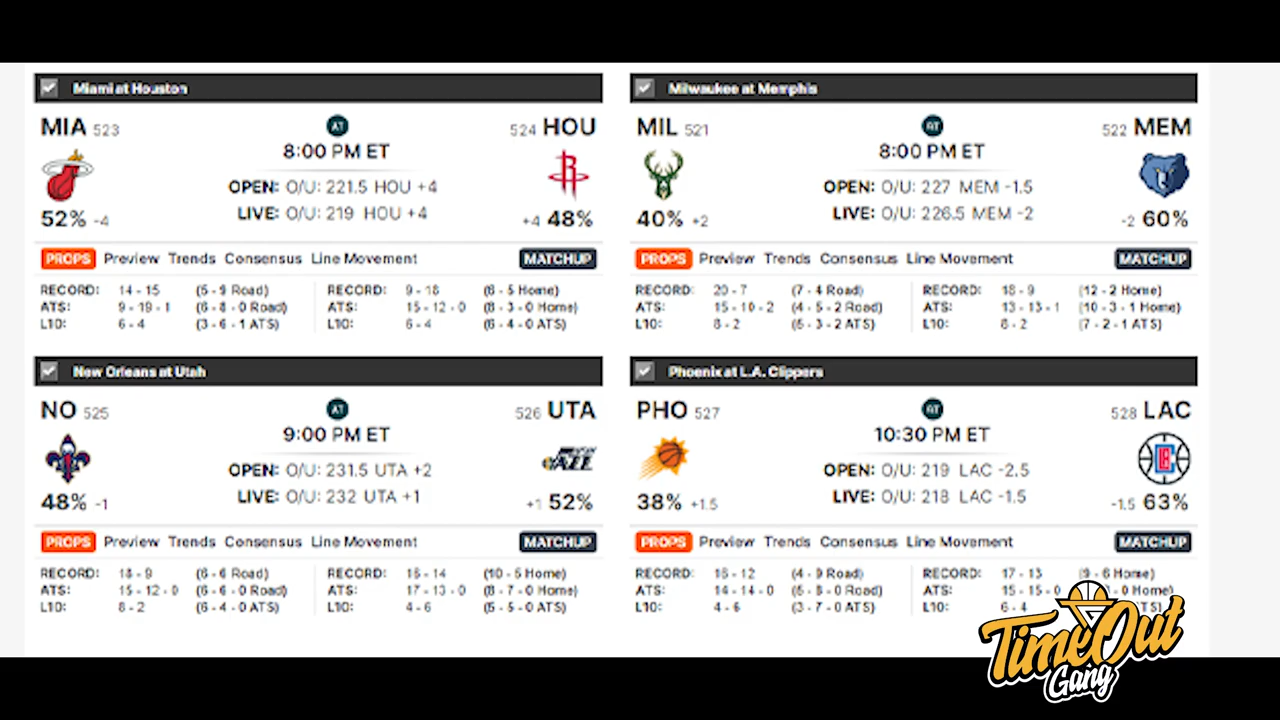 Miami at Houston
MIA 523
AT
524 HOU
8:00 PM ET
OPEN: O/U: 221.5 HOU +4
LIVE: O/U: 219 HOU +4
52% -4
+4 48%
PROPS Preview Trends Consensus Line Movement MATCHUP
RECORD: 14 - 15 (5 - 9 Road) RECORD: 9 - 18 (6 - 5 Home)
ATS: 9 - 19 - 1 (6 - 8 - 0 Road) ATS: 15 - 12 - 0 (8 - 3 - 0 Home)
L10: 6 - 4 (3 - 6 - 1 ATS) L10: 6 - 4 (6 - 4 - 0 ATS)
Milwaukee at Memphis
MIL 521
AT
522 MEM
8:00 PM ET
OPEN: O/U: 227 MEM -1.5
LIVE: O/U: 226.5 MEM -2
40% +2
-2 60%
PROPS Preview Trends Consensus Line Movement MATCHUP
RECORD: 20 - 7 (7 - 4 Road) RECORD: 18 - 9 (12 - 2 Home)
ATS: 15 - 10 - 2 (4 - 5 - 2 Road) ATS: 13 - 13 - 1 (10 - 3 - 1 Home)
L10: 8 - 2 (5 - 3 - 2 ATS) L10: 8 - 2 (7 - 2 - 1 ATS)
New Orleans at Utah
NO 525
AT
526 UTA
9:00 PM ET
OPEN: O/U: 231.5 UTA +2
LIVE: O/U: 232 UTA +1
48% -1
+1 52%
PROPS Preview Trends Consensus Line Movement MATCHUP
RECORD: 18 - 9 (6 - 6 Road) RECORD: 16 - 14 (10 - 5 Home)
ATS: 15 - 12 - 0 (6 - 6 - 0 Road) ATS: 17 - 13 - 0 (8 - 7 - 0 Home)
L10: 8 - 2 (6 - 4 - 0 ATS) L10: 4 - 6 (5 - 5 - 0 ATS)
Phoenix at L.A. Clippers
PHO 527
AT
528 LAC
10:30 PM ET
OPEN: O/U: 219 LAC -2.5
LIVE: O/U: 218 LAC -1.5
38% +1.5
-1.5 63%
PROPS Preview Trends Consensus Line Movement MATCHUP
RECORD: 16 - 12 (4 - 9 Road) RECORD: 17 - 13 (9 - 6 Home)
ATS: 14 - 14 - 0 (5 - 8 - 0 Road) ATS: 15 - 15 - 0 - 0 Home)
L10: 4 - 6 (3 - 7 - 0 ATS) L10: 6 - 4
TimeOut
Gang